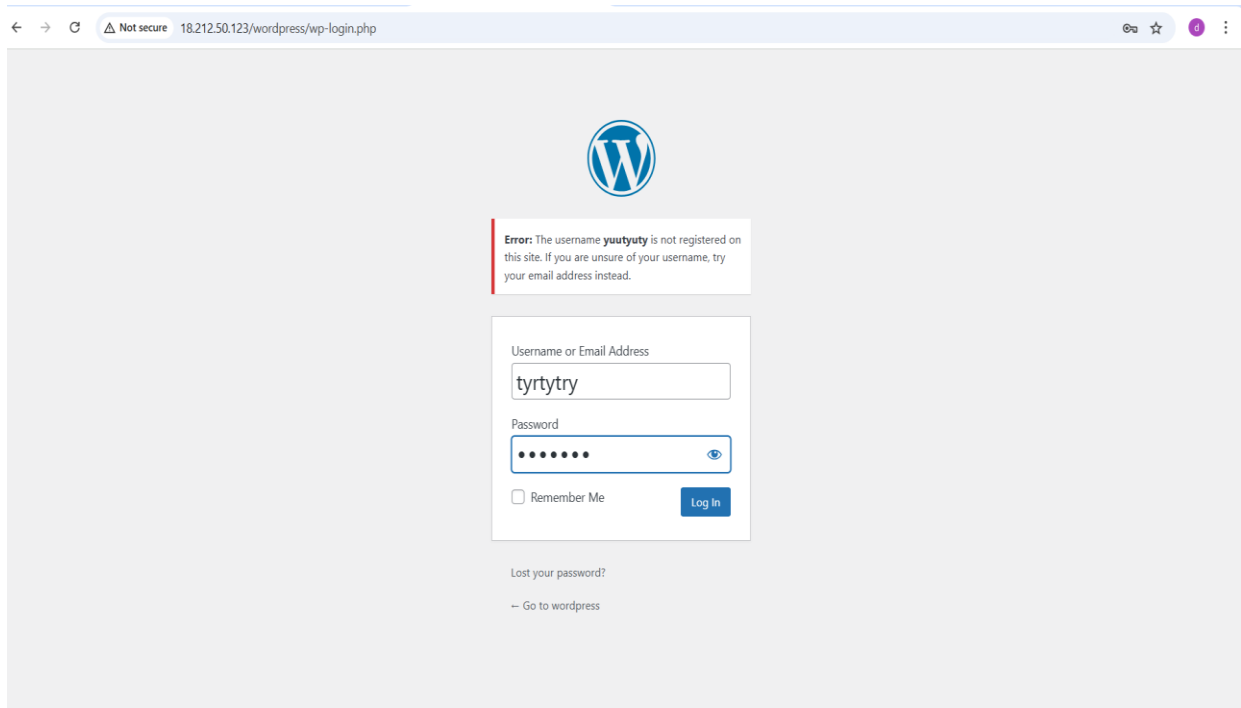 Not secure 18.212.50.123/wordpress/wp-login.php
d
Error: The username yuutyuty is not registered on
this site. If you are unsure of your username, try
your email address instead.
Username or Email Address
tyrtytry
Password
Remember Me
Log In
Lost your password?
← Go to wordpress